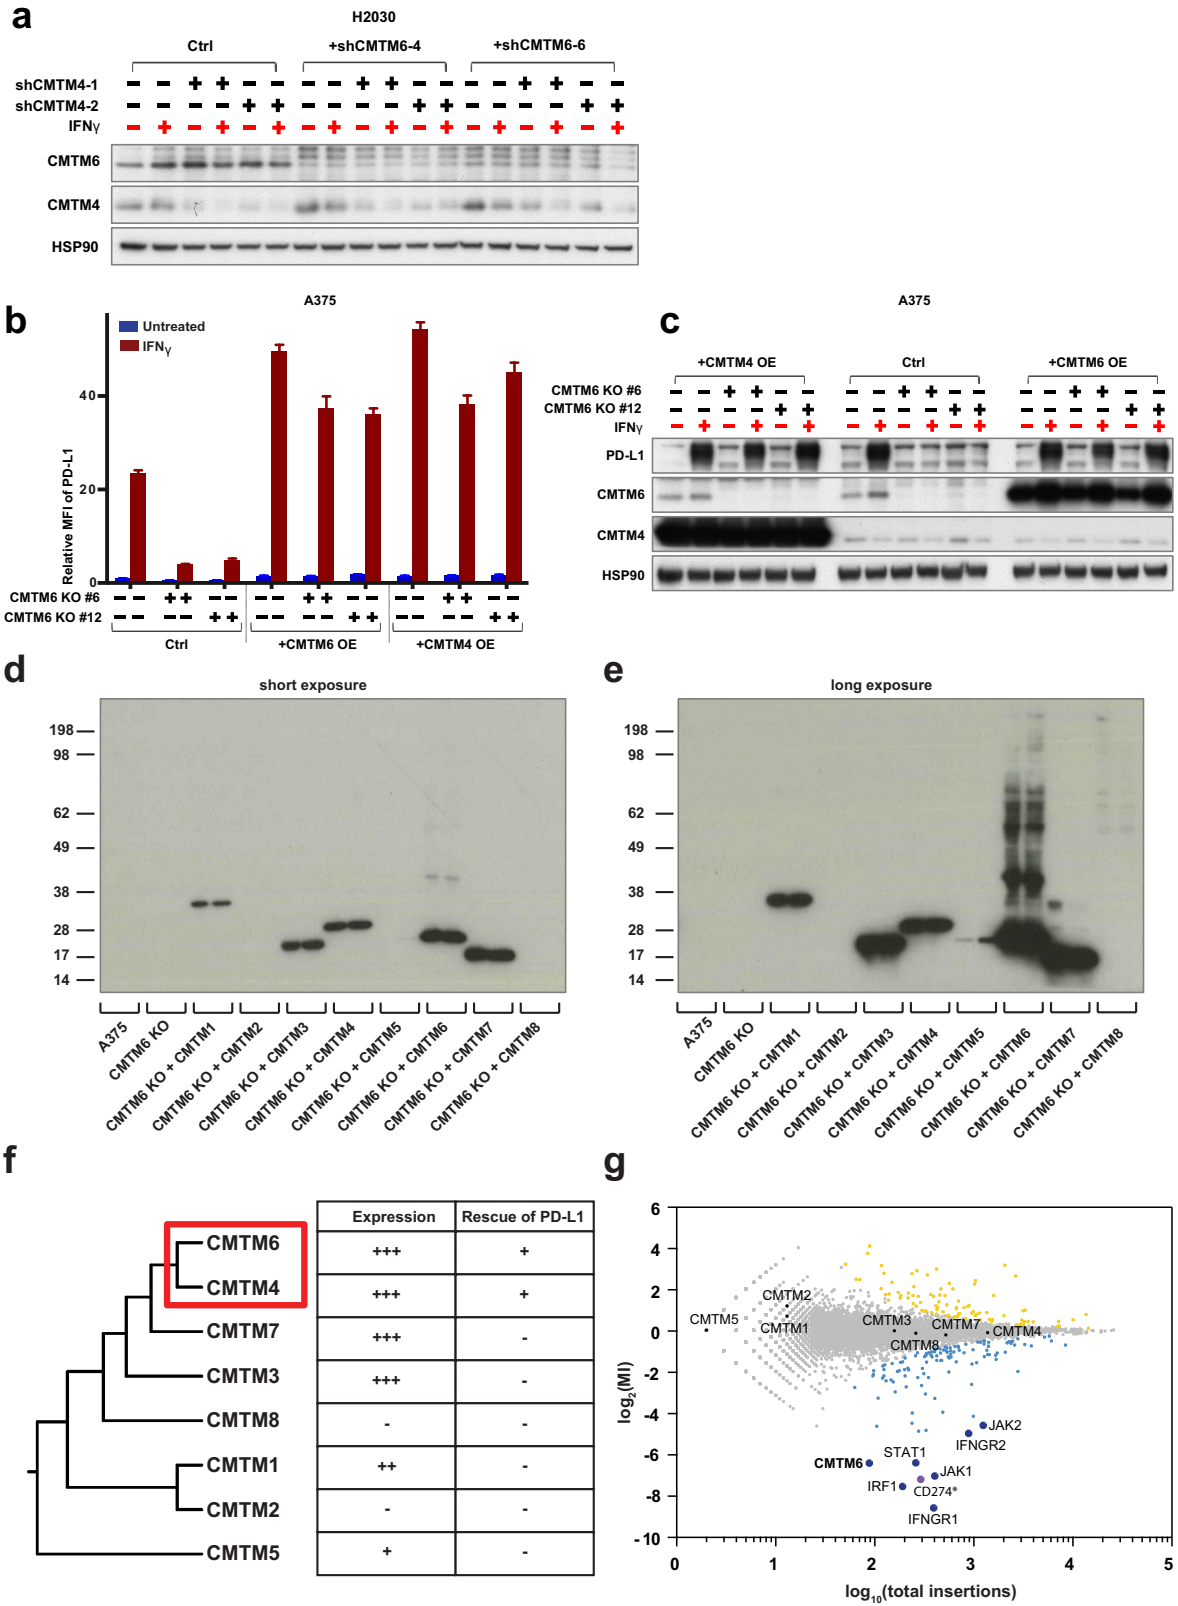 a
H2030
Ctrl
+shCMTM6-4
+shCMTM6-6
shCMTM4-1 − − + + − − − − + + − − − − + + − −
shCMTM4-2 − − − − + + − − − − + + − − − − + +
IFNγ − + − + − + − + − + − + − + − + − +
CMTM6
CMTM4
HSP90
b
A375
Untreated
IFNγ
Relative MFI of PD-L1
40
20
0
CMTM6 KO #6 − − + + − − − − + + − − − − + + − −
CMTM6 KO #12 − − − − + + − − − − + + − − − − + +
Ctrl
+CMTM6 OE
+CMTM4 OE
c
A375
+CMTM4 OE
Ctrl
+CMTM6 OE
CMTM6 KO #6 − − + + − − − − + + − − − − + + − −
CMTM6 KO #12 − − − − + + − − − − + + − − − − + +
IFNγ − + − + − + − + − + − + − + − + − +
PD-L1
CMTM6
CMTM4
HSP90
d
short exposure
198
98
62
49
38
28
17
14
A375
CMTM6 KO
CMTM6 KO + CMTM1
CMTM6 KO + CMTM2
CMTM6 KO + CMTM3
CMTM6 KO + CMTM4
CMTM6 KO + CMTM5
CMTM6 KO + CMTM6
CMTM6 KO + CMTM7
CMTM6 KO + CMTM8
e
long exposure
198
98
62
49
38
28
17
14
A375
CMTM6 KO
CMTM6 KO + CMTM1
CMTM6 KO + CMTM2
CMTM6 KO + CMTM3
CMTM6 KO + CMTM4
CMTM6 KO + CMTM5
CMTM6 KO + CMTM6
CMTM6 KO + CMTM7
CMTM6 KO + CMTM8
f
Expression Rescue of PD-L1
CMTM6 +++ +
CMTM4 +++ +
CMTM7 +++ -
CMTM3 +++ -
CMTM8 - -
CMTM1 ++ -
CMTM2 - -
CMTM5 + -
g
6
4
2
0
-2
-4
-6
-8
-10
log2(MI)
CMTM5
CMTM2
CMTM1
CMTM3
CMTM8
CMTM7
CMTM4
JAK2
IFNGR2
STAT1
CMTM6
JAK1
IRF1
CD274*
IFNGR1
0 1 2 3 4 5
log10(total insertions)